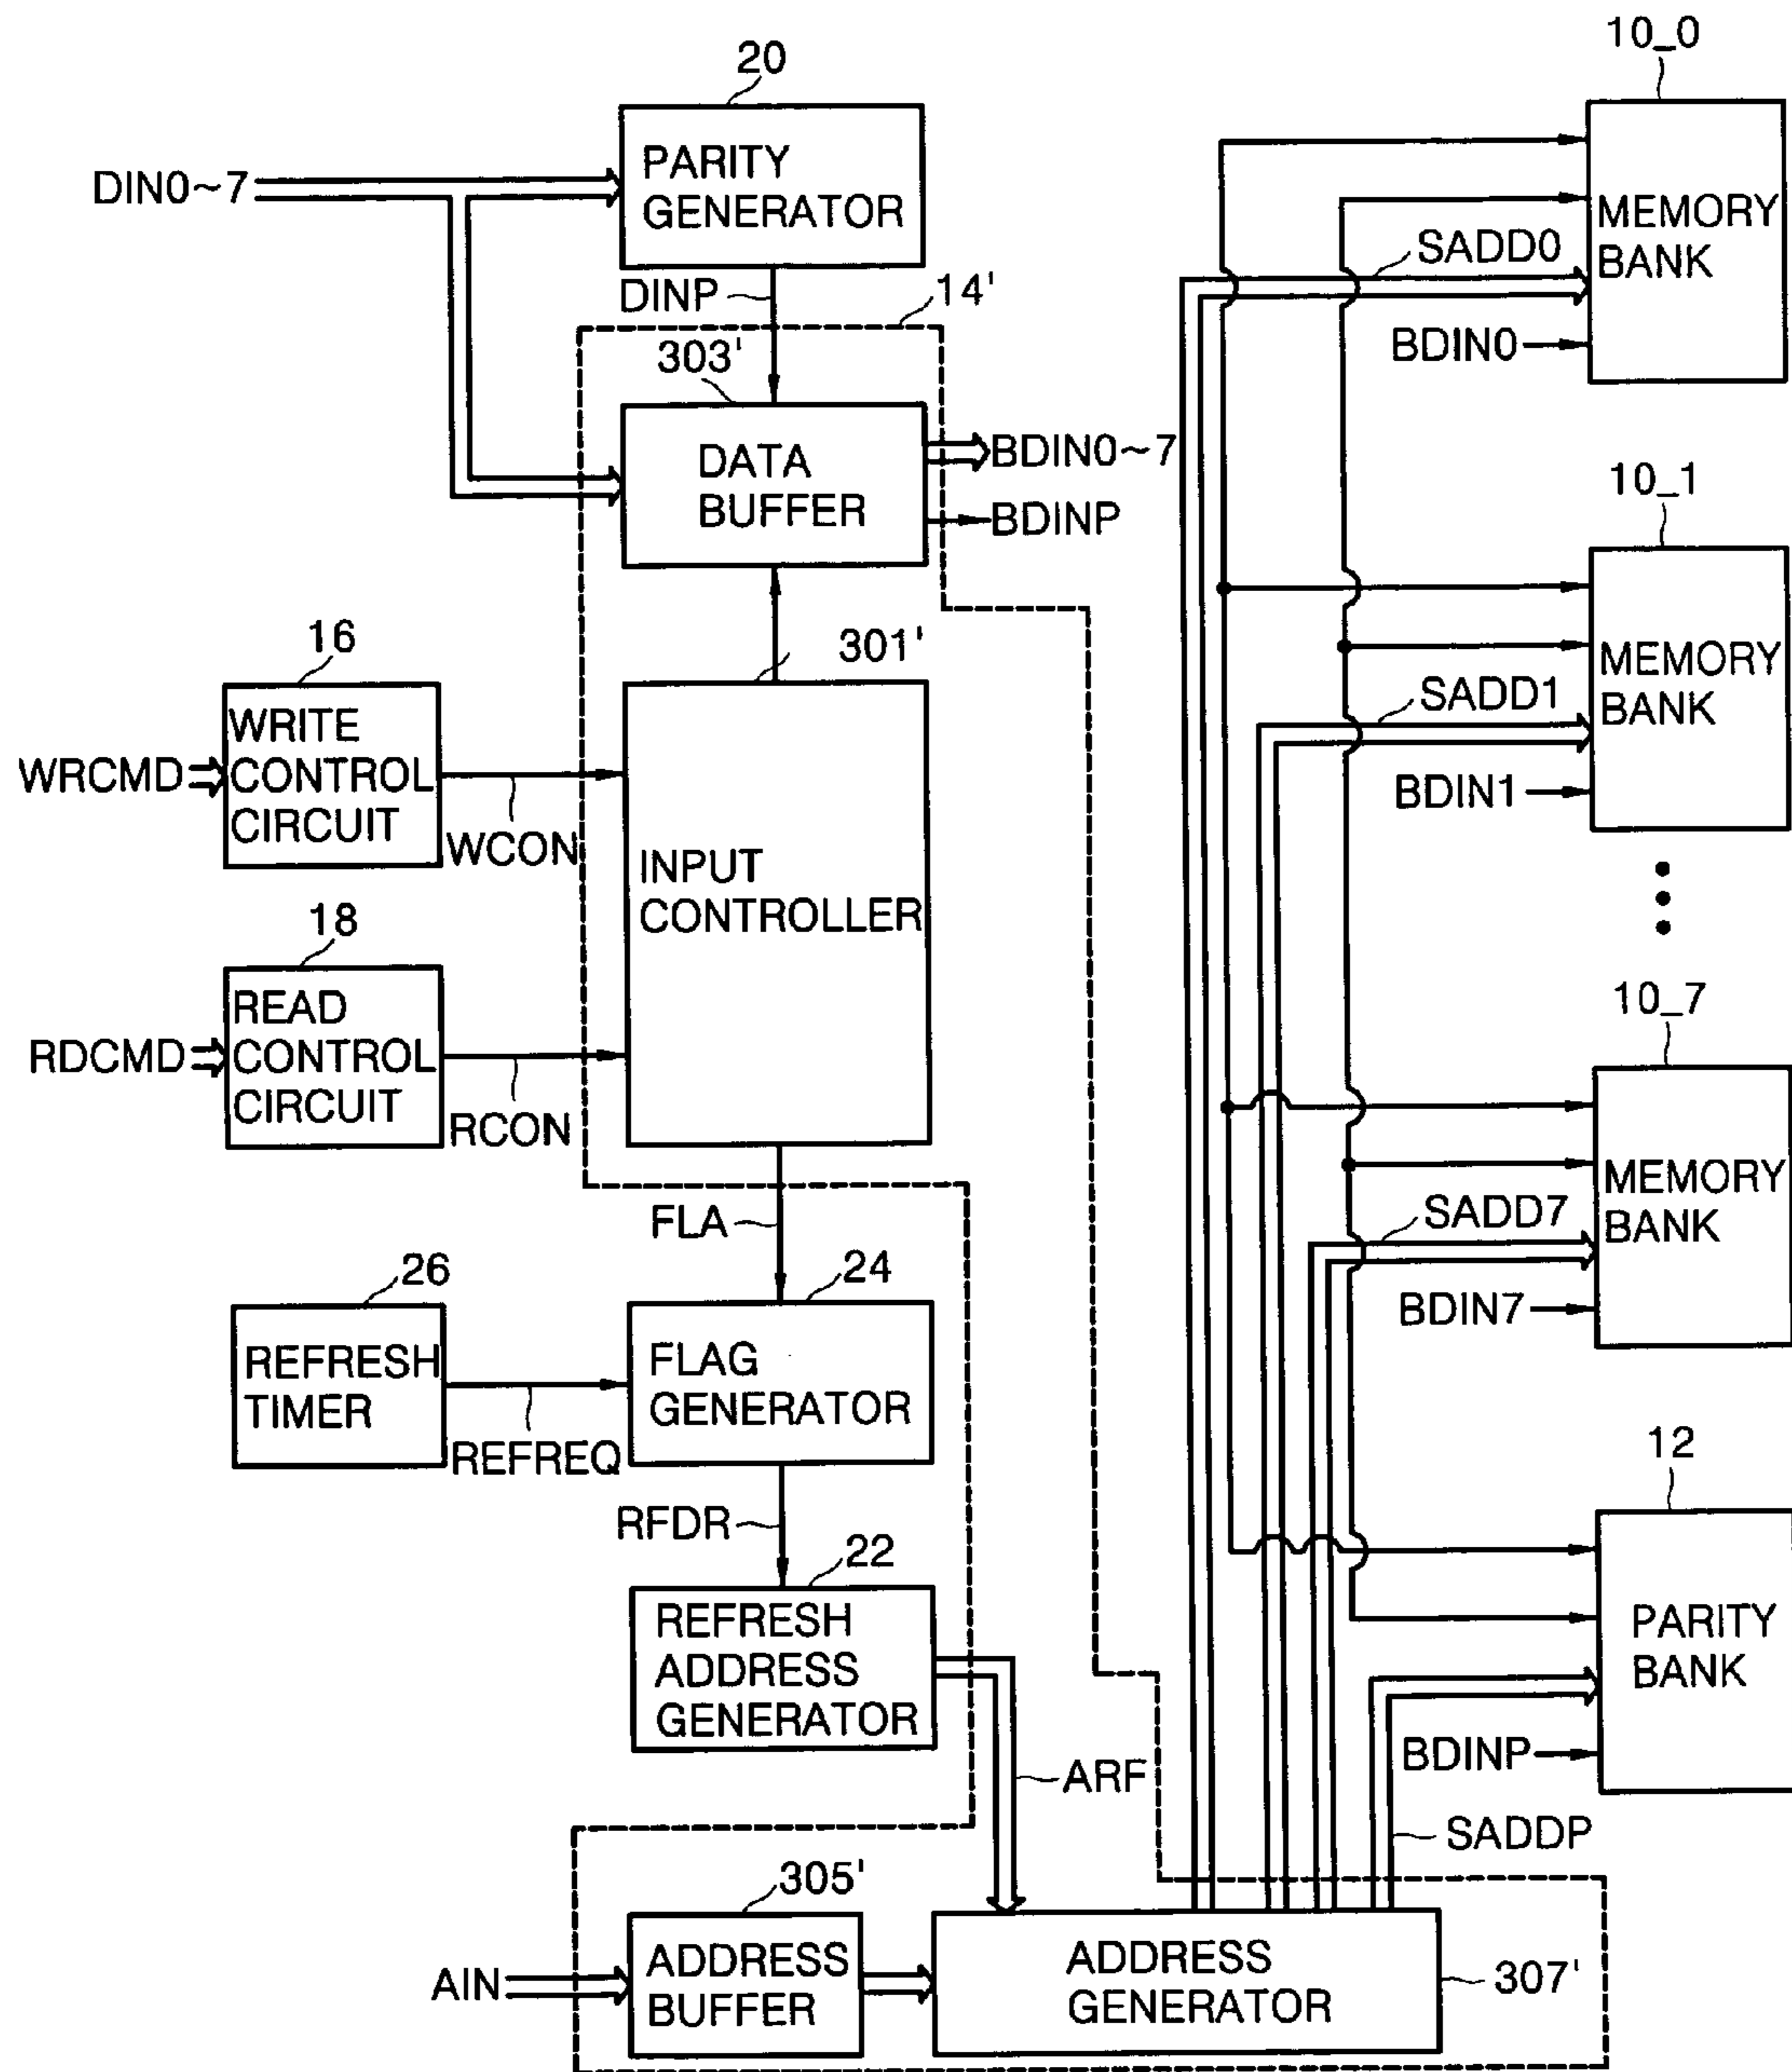 20
PARITY
GENERATOR
DIN0~7
DINP
14'
303'
DATA
BUFFER
BDIN0~7
BDINP
301'
16
WRITE
CONTROL
CIRCUIT
WRCMD
WCON
INPUT
CONTROLLER
18
READ
CONTROL
CIRCUIT
RDCMD
RCON
FLA
24
26
REFRESH
TIMER
REFREQ
FLAG
GENERATOR
RFDR
22
REFRESH
ADDRESS
GENERATOR
ARF
305'
AIN
ADDRESS
BUFFER
ADDRESS
GENERATOR
307'
10_0
MEMORY
BANK
SADD0
BDIN0
10_1
MEMORY
BANK
SADD1
BDIN1
10_7
MEMORY
BANK
SADD7
BDIN7
12
PARITY
BANK
BDINP
SADDP